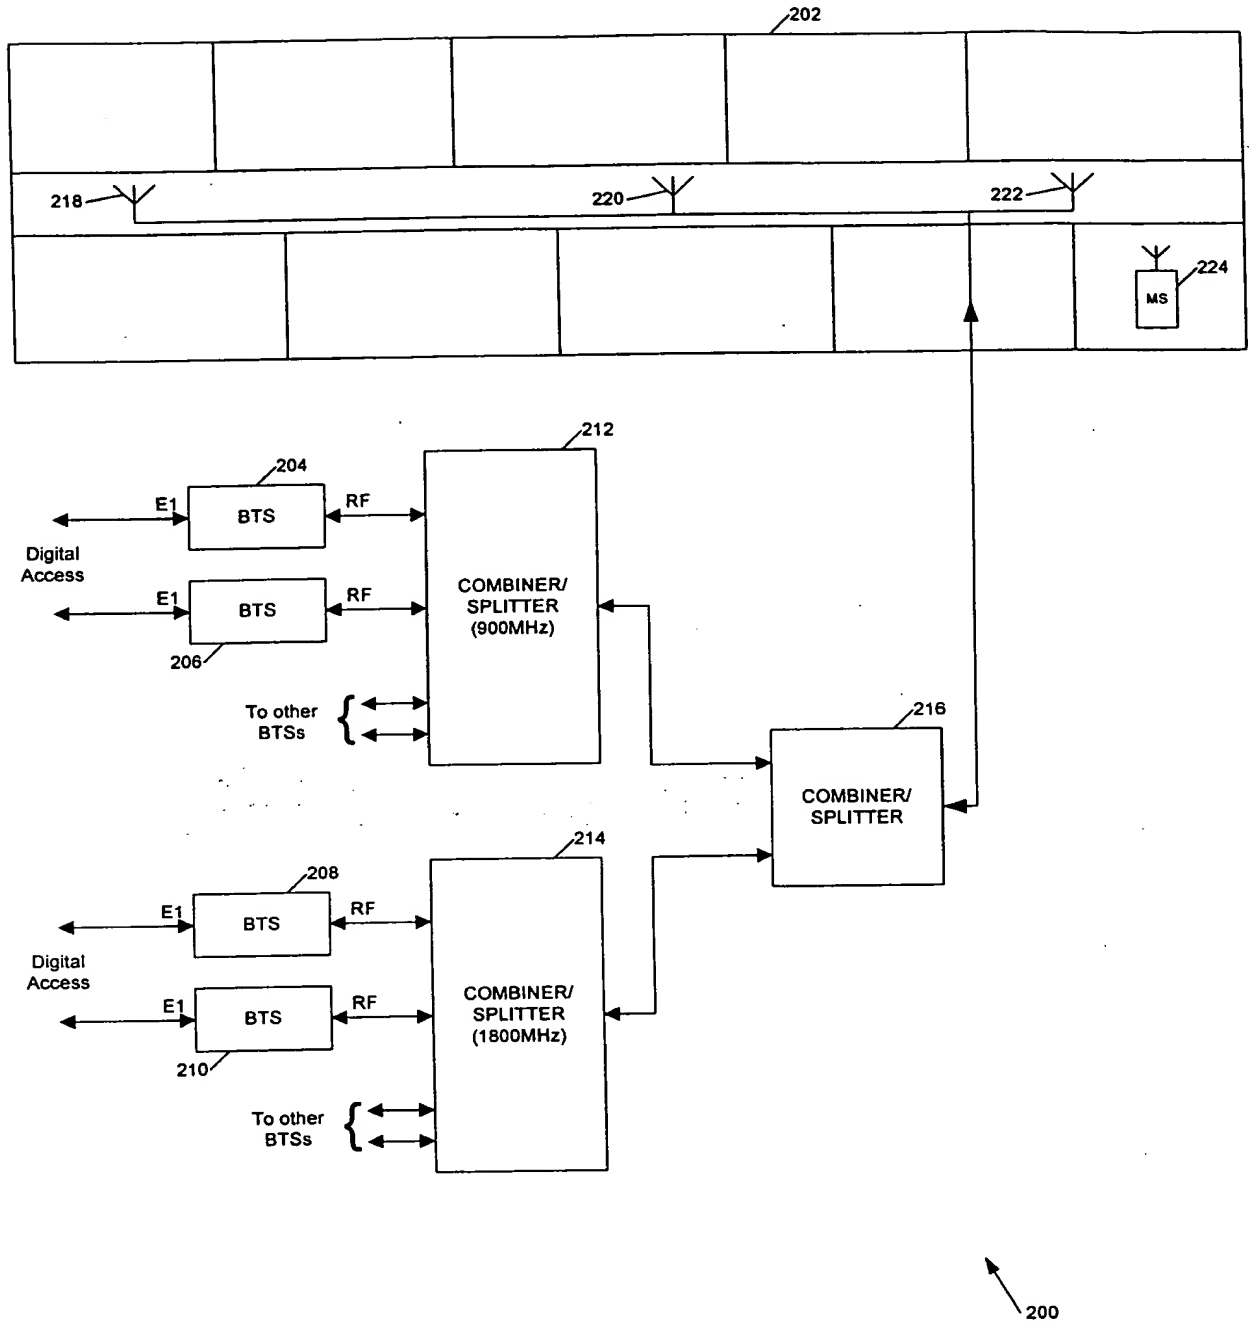 202
218
220
222
224
MS
212
204
E1
BTS
RF
Digital
Access
E1
BTS
RF
206
COMBINER/
SPLITTER
(900MHz)
To other
BTSs
216
COMBINER/
SPLITTER
214
208
E1
BTS
RF
Digital
Access
E1
BTS
RF
210
COMBINER/
SPLITTER
(1800MHz)
To other
BTSs
200